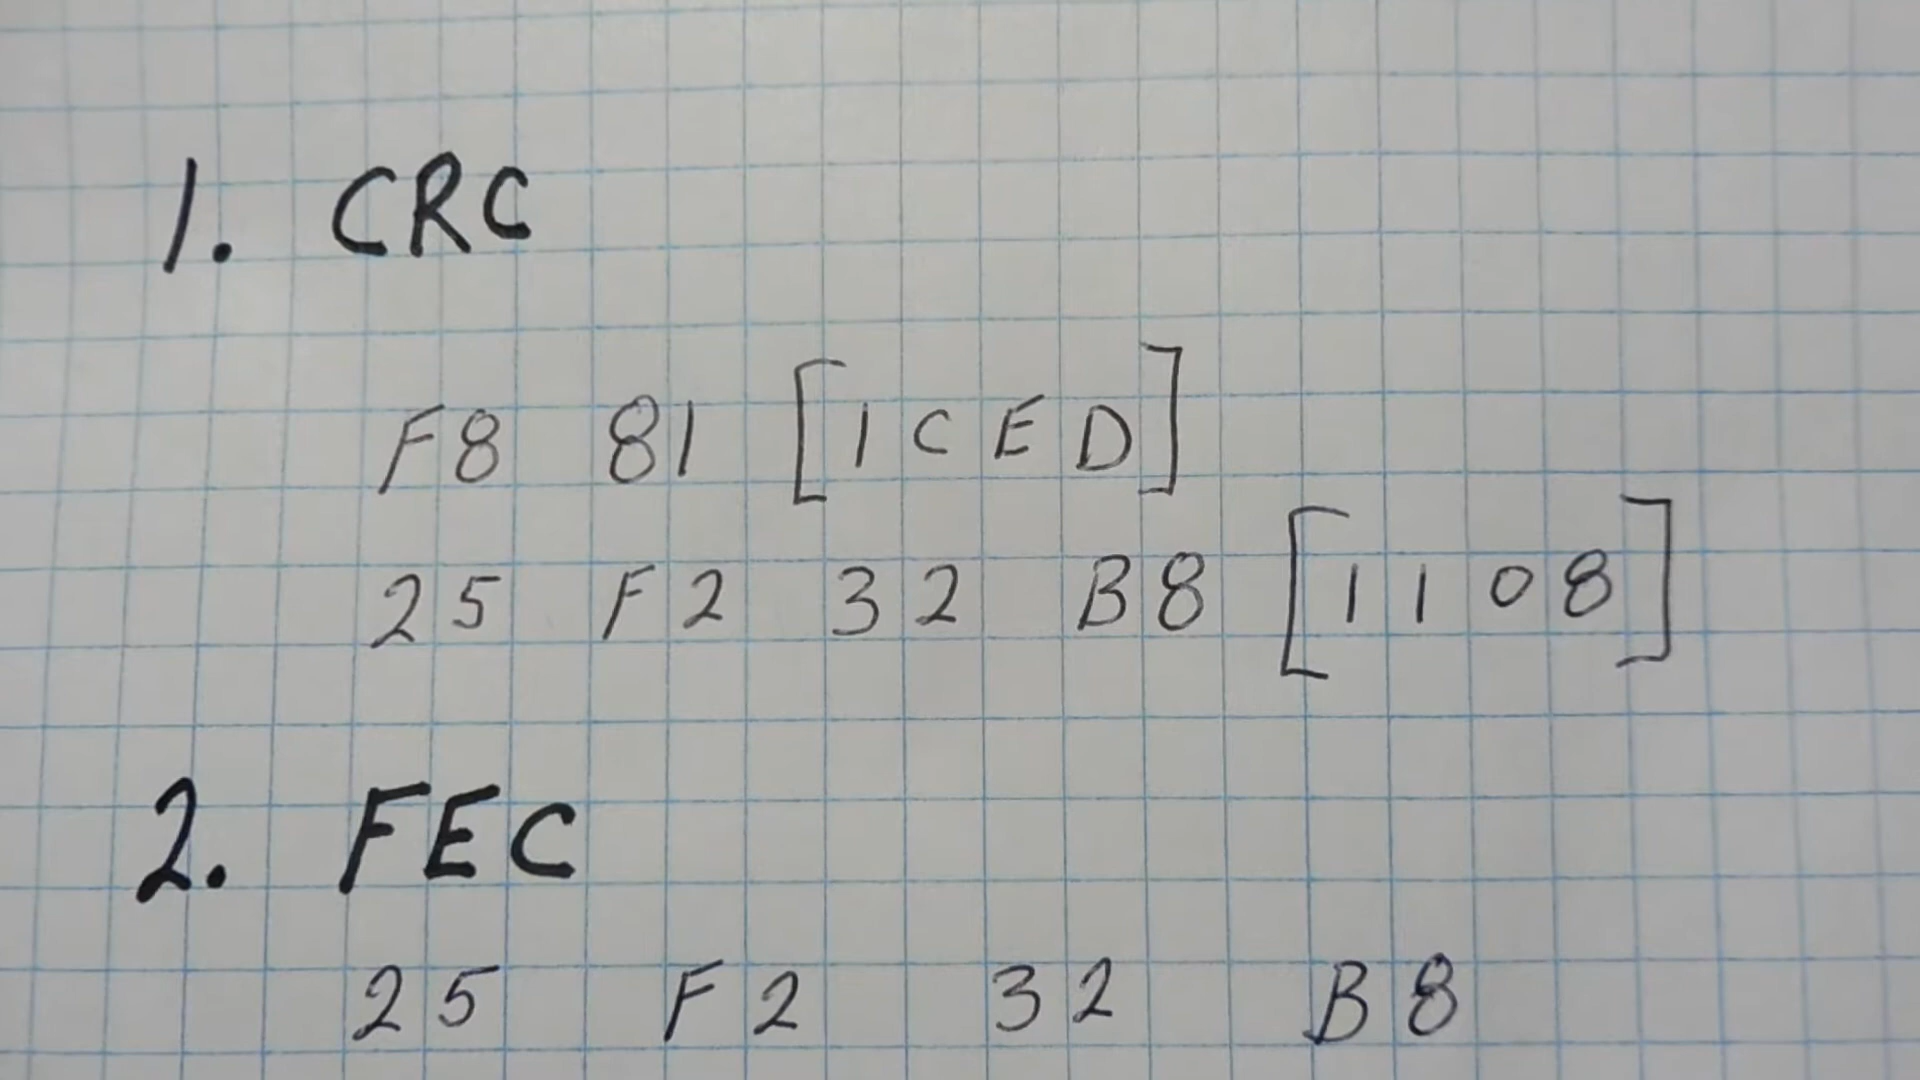 1. CRC
F8 81 [1CED]
25 F2 32 B8 [1108]
2. FEC
25 F2 32 B8